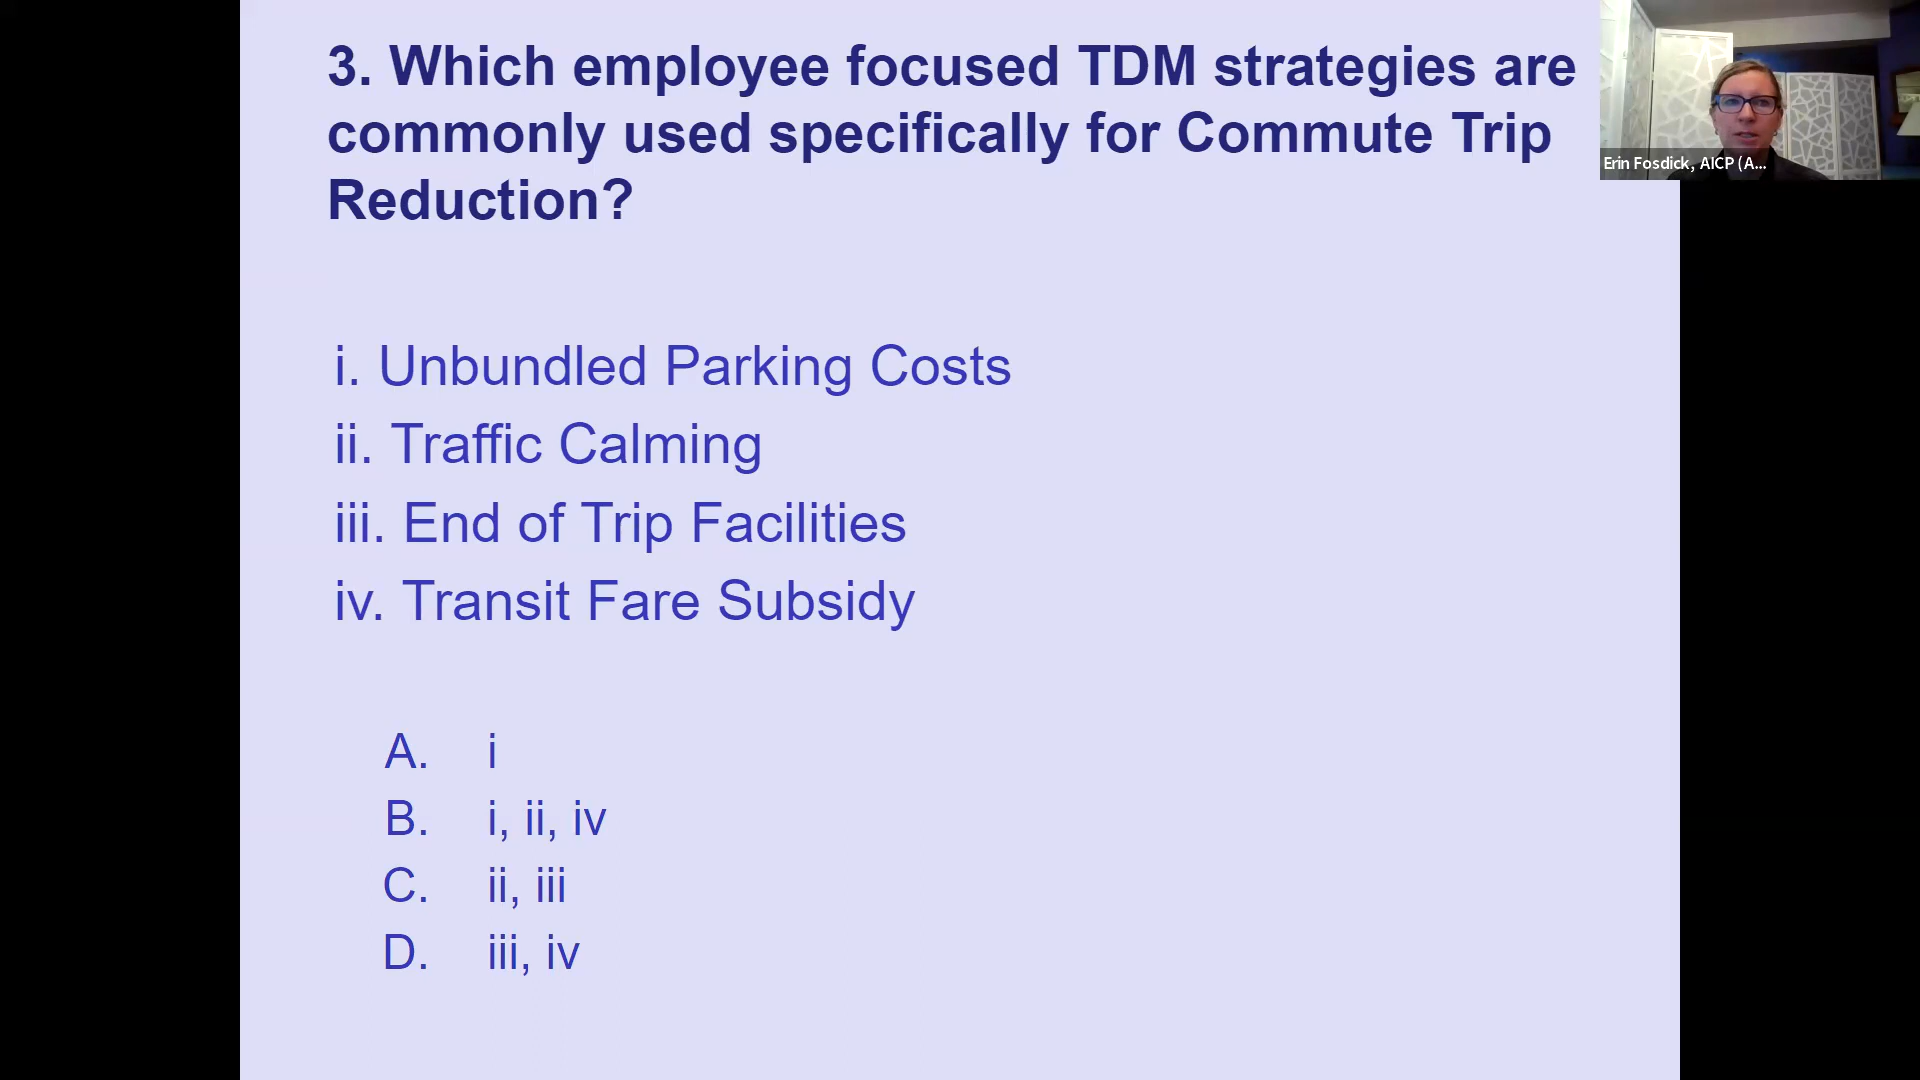 3. Which employee focused TDM strategies are
commonly used specifically for Commute Trip
Reduction?
Erin Fosdick, AICP (A...
i. Unbundled Parking Costs
ii. Traffic Calming
iii. End of Trip Facilities
iv. Transit Fare Subsidy
A. i
B. i, ii, iv
C. ii, iii
D. iii, iv